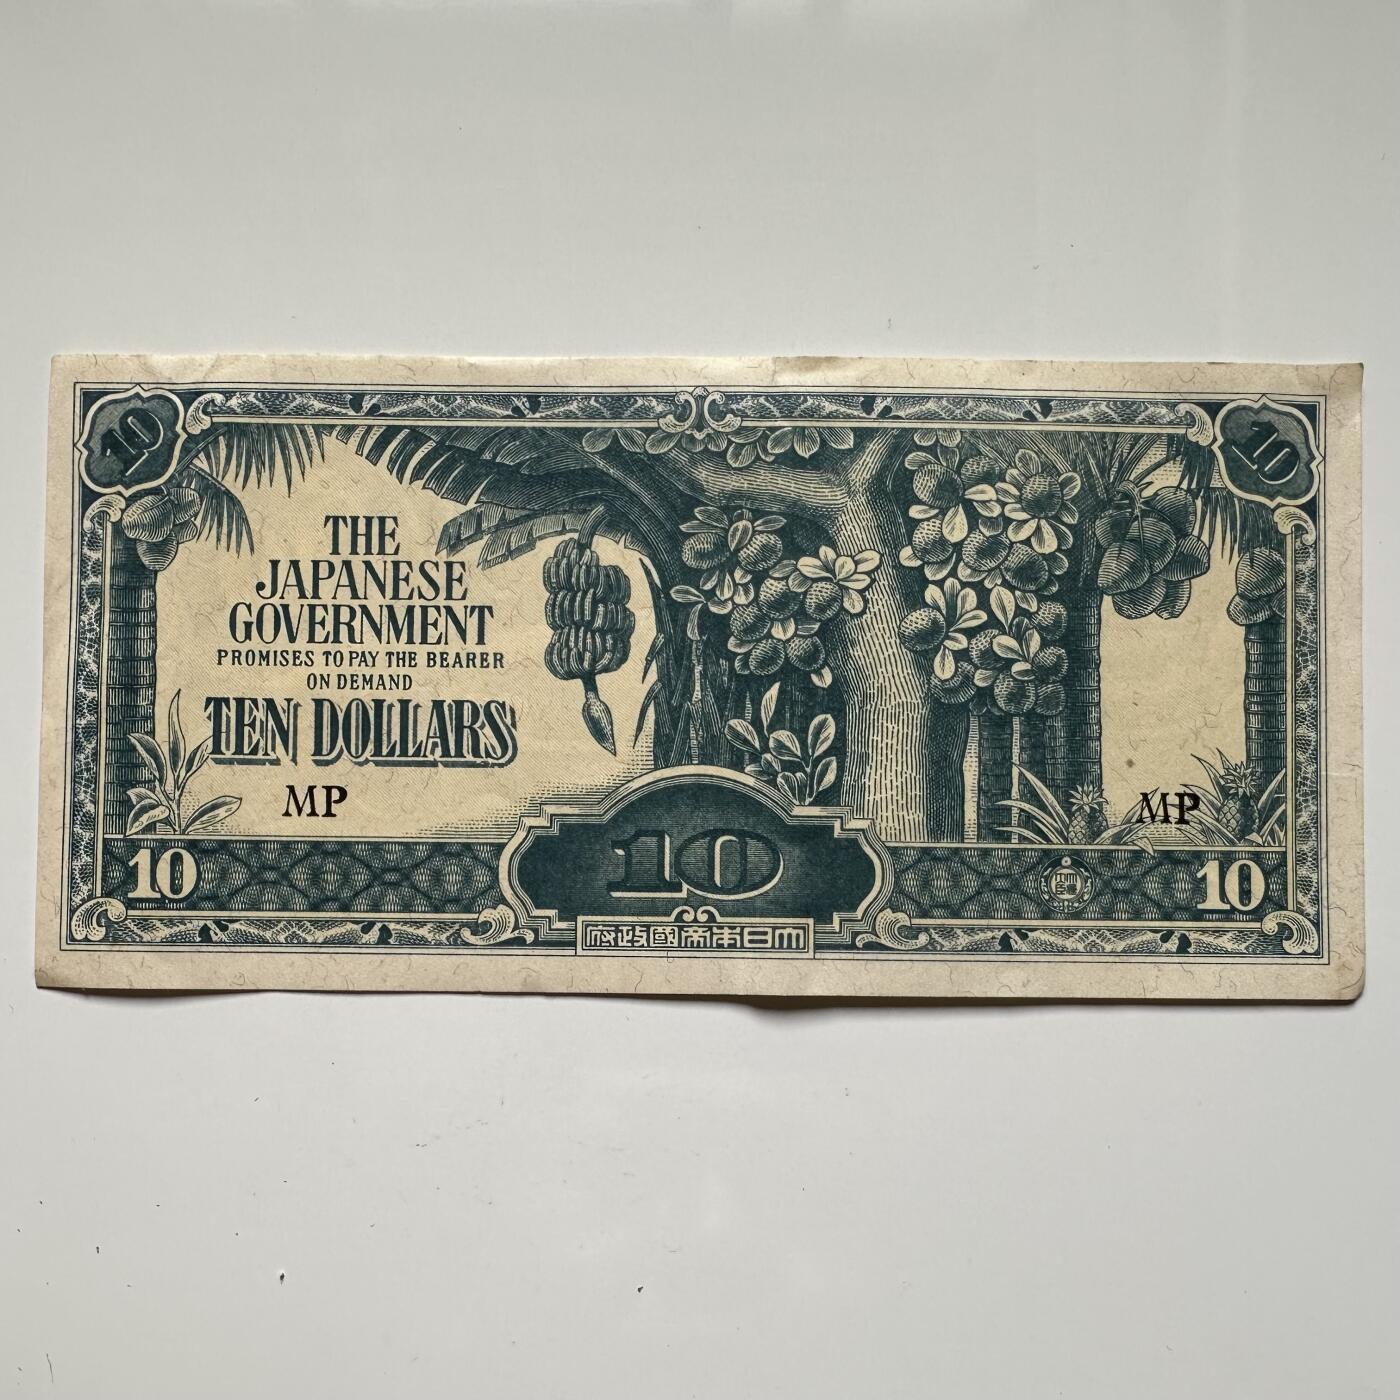 10
10
THE
JAPANESE
GOVERNMENT
PROMISES TO PAY THE BEARER
ON DEMAND
TEN DOLLARS
MP
MP
10
10
10
府政國帝本日大